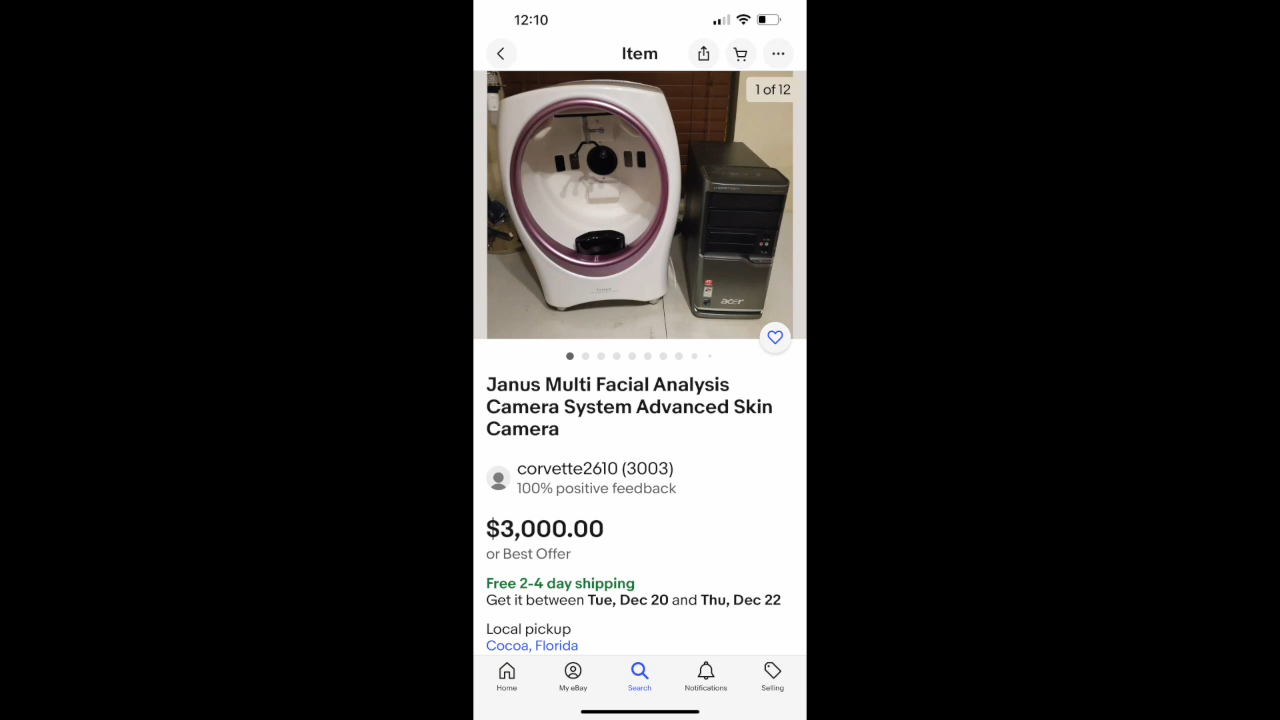 12:10
Item
1 of 12
acer
Janus Multi Facial Analysis
Camera System Advanced Skin
Camera
corvette2610 (3003)
100% positive feedback
$3,000.00
or Best Offer
Free 2-4 day shipping
Get it between Tue, Dec 20 and Thu, Dec 22
Local pickup
Cocoa, Florida
Home
My eBay
Search
Notifications
Selling